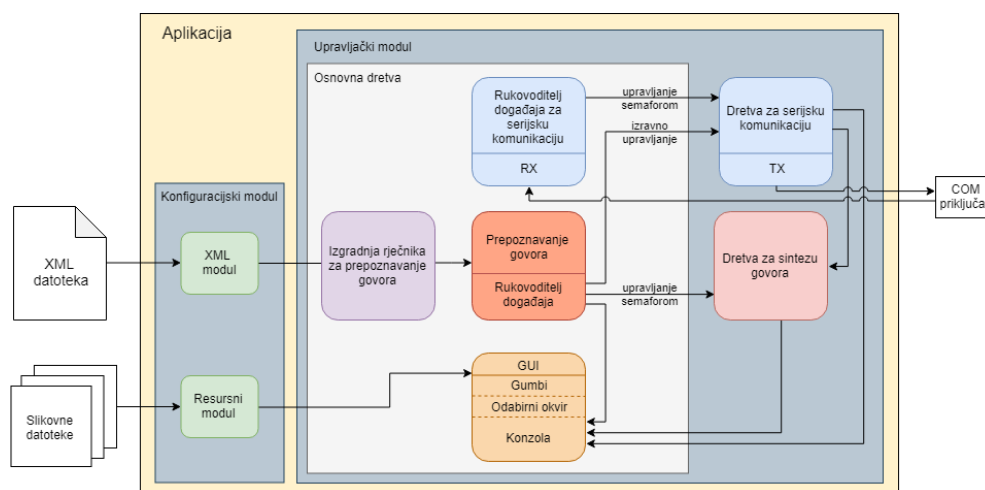 Aplikacija
Upravljački modul
Osnovna dretva
Rukovoditelj
događaja za
serijsku
komunikaciju
RX
upravljanje
semaforom
izravno
upravljanje
Dretva za serijsku
komunikaciju
TX
COM
priključa
Konfiguracijski modul
XML
datoteka
XML
modul
Izgradnja rječnika
za prepoznavanje
govora
Prepoznavanje
govora
Rukovoditelj
događaja
upravljanje
semaforom
Dretva za sintezu
govora
Slikovne
datoteke
Resursni
modul
GUI
Gumbi
Odabirni okvir
Konzola